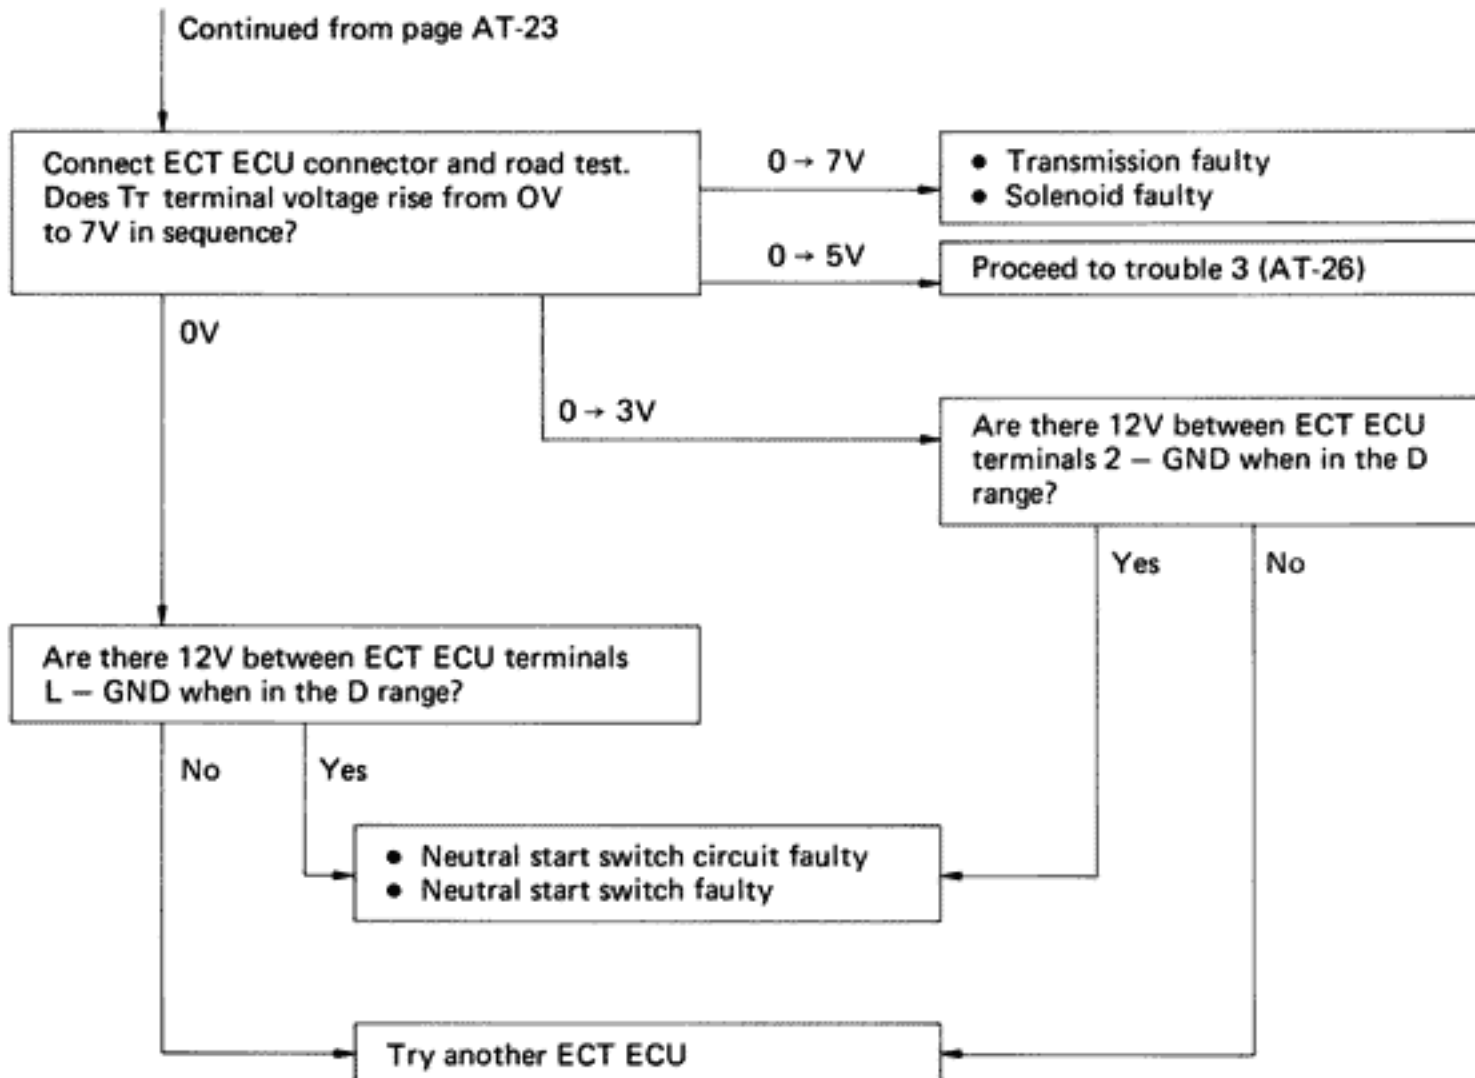 Continued from page AT-23
Connect ECT ECU connector and road test.
Does TT terminal voltage rise from 0V
to 7V in sequence?
0 → 7V
● Transmission faulty
● Solenoid faulty
0 → 5V
Proceed to trouble 3 (AT-26)
0V
0 → 3V
Are there 12V between ECT ECU
terminals 2 – GND when in the D
range?
Yes
No
Are there 12V between ECT ECU terminals
L – GND when in the D range?
No
Yes
● Neutral start switch circuit faulty
● Neutral start switch faulty
Try another ECT ECU